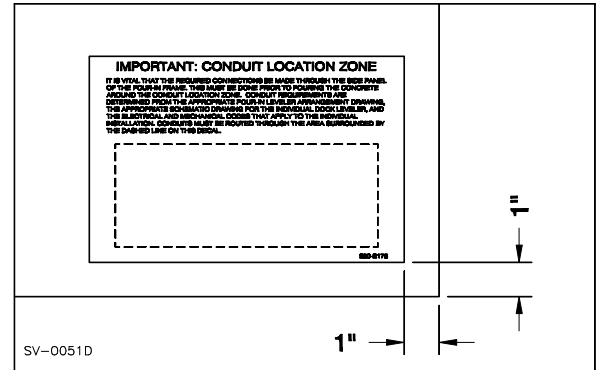 IMPORTANT: CONDUIT LOCATION ZONE
IT IS VITAL THAT THE REQUIRED CONNECTIONS BE MADE THROUGH THE SIDE PANEL
OF THE POUR-IN FRAME. THIS MUST BE DONE PRIOR TO POURING THE CONCRETE
AROUND THE CONDUIT LOCATION ZONE. CONDUIT REQUIREMENTS ARE
DETERMINED FROM THE APPROPRIATE POUR-IN LEVELER ARRANGEMENT DRAWING,
THE APPROPRIATE SCHEMATIC DRAWING FOR THE INDIVIDUAL DOCK LEVELER, AND
THE ELECTRICAL AND MECHANICAL CODES THAT APPLY TO THE INDIVIDUAL
INSTALLATION. CONDUITS MUST BE ROUTED THROUGH THE AREA SURROUNDED BY
THE DASHED LINE ON THIS DECAL.
1"
1"
SV-0051D